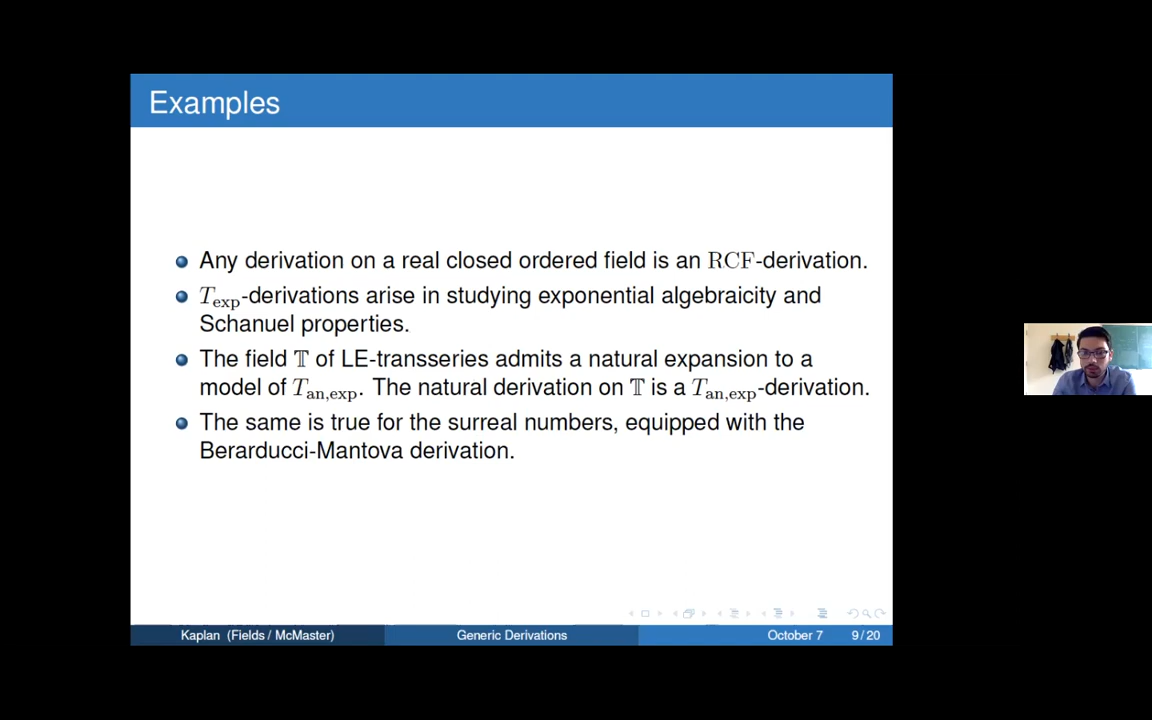 Examples
Any derivation on a real closed ordered field is an RCF-derivation.
T_exp-derivations arise in studying exponential algebraicity and
Schanuel properties.
The field 𝕋 of LE-transseries admits a natural expansion to a
model of T_an,exp. The natural derivation on 𝕋 is a T_an,exp-derivation.
The same is true for the surreal numbers, equipped with the
Berarducci-Mantova derivation.
Kaplan (Fields / McMaster) Generic Derivations October 7 9/20